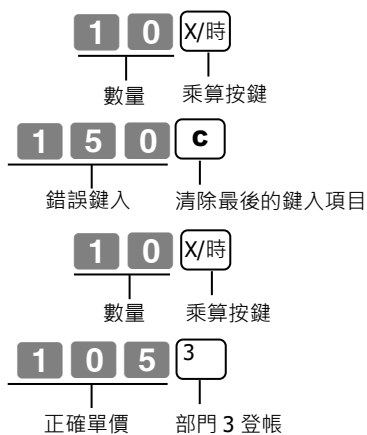 1 0 X/時
數量 乘算按鍵
1 5 0 C
錯誤鍵入 清除最後的鍵入項目
1 0 X/時
數量 乘算按鍵
1 0 5 3
正確單價 部門 3 登帳